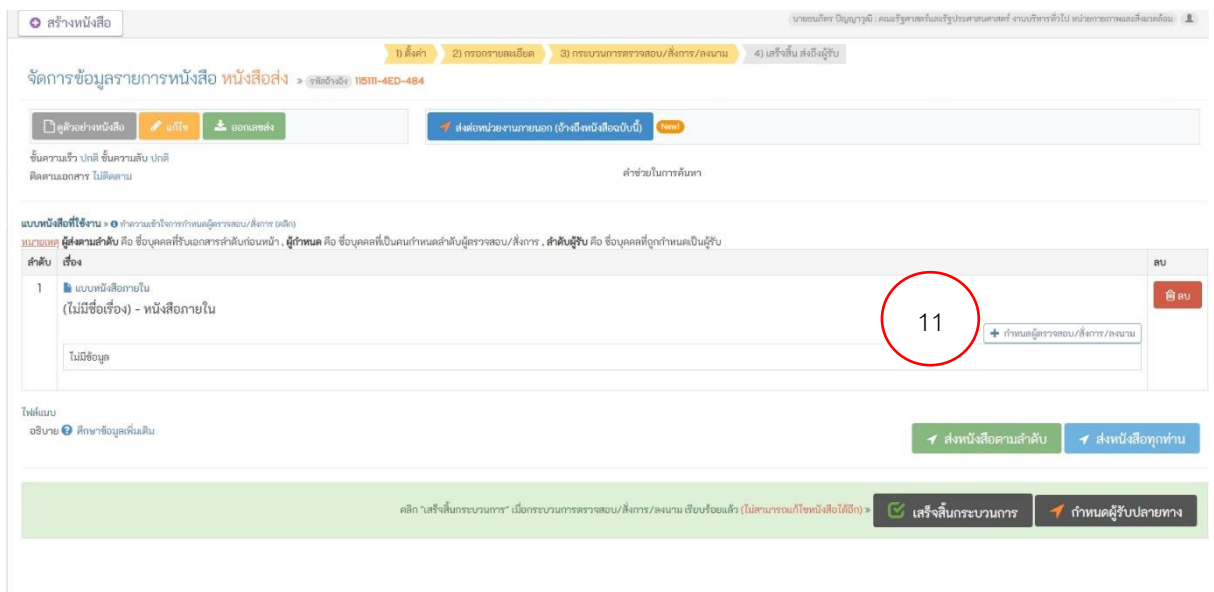 สร้างหนังสือ
นายธนภัทร ปัญญาวุฒิ : คณะรัฐศาสตร์และรัฐประศาสนศาสตร์ งานบริหารทั่วไป หน่วยกายภาพและสิ่งแวดล้อม
1) ตั้งค่า 2) กรอกรายละเอียด 3) กระบวนการตรวจสอบ/สั่งการ/ลงนาม 4) เสร็จสิ้น ส่งถึงผู้รับ
จัดการข้อมูลรายการหนังสือ หนังสือส่ง » รหัสอ้างอิง 115111-4ED-484
ดูตัวอย่างหนังสือ แก้ไข ออกเลขส่ง ส่งต่อหน่วยงานภายนอก (อ้างถึงหนังสือฉบับนี้) New!
ชั้นความเร็ว ปกติ ชั้นความลับ ปกติ
ติดตามเอกสาร ไม่ติดตาม คำช่วยในการค้นหา
แบบหนังสือที่ใช้งาน » ทำความเข้าใจการกำหนดผู้ตรวจสอบ/สั่งการ (คลิก)
หมายเหตุ ผู้ส่งตามลำดับ คือ ชื่อบุคคลที่รับเอกสารลำดับก่อนหน้า , ผู้กำหนด คือ ชื่อบุคคลที่เป็นคนกำหนดลำดับผู้ตรวจสอบ/สั่งการ , ลำดับผู้รับ คือ ชื่อบุคคลที่ถูกกำหนดเป็นผู้รับ
ลำดับ เรื่อง ลบ
1 แบบหนังสือภายใน
(ไม่มีชื่อเรื่อง) - หนังสือภายใน
ลบ
11
กำหนดผู้ตรวจสอบ/สั่งการ/ลงนาม
ไม่มีข้อมูล
ไฟล์แนบ
อธิบาย ศึกษาข้อมูลเพิ่มเติม
ส่งหนังสือตามลำดับ ส่งหนังสือทุกท่าน
คลิก "เสร็จสิ้นกระบวนการ" เมื่อกระบวนการตรวจสอบ/สั่งการ/ลงนาม เรียบร้อยแล้ว (ไม่สามารถแก้ไขหนังสือได้อีก) » เสร็จสิ้นกระบวนการ กำหนดผู้รับปลายทาง